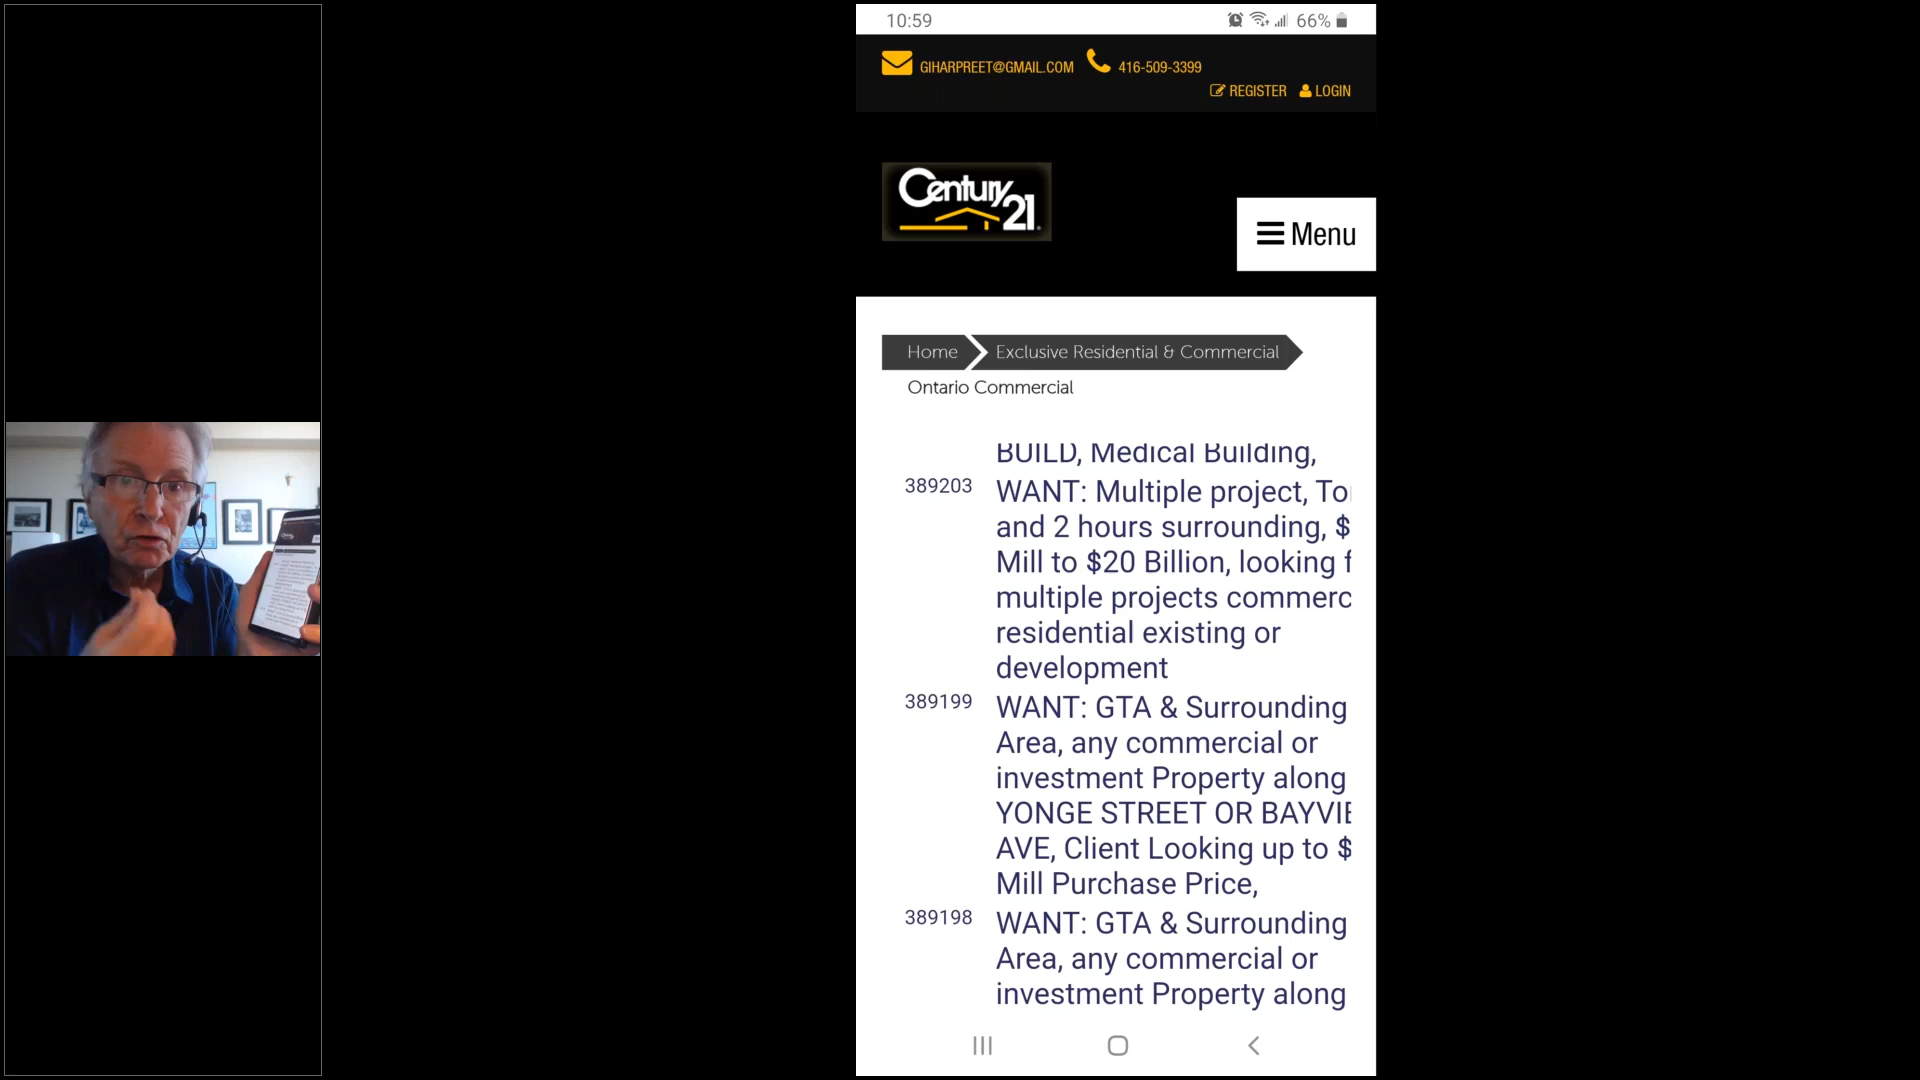 10:59
66%
GIHARPREET@GMAIL.COM 416-509-3399
REGISTER LOGIN
Century 21
Menu
Home Exclusive Residential & Commercial
Ontario Commercial
BUILD, Medical Building,
389203 WANT: Multiple project,
and 2 hours surrounding, $
Mill to $20 Billion, looking
multiple projects commerc
residential existing or
development
389199 WANT: GTA & Surrounding
Area, any commercial or
investment Property along
YONGE STREET OR
AVE, Client Looking up to $
Mill Purchase Price,
389198 WANT: GTA & Surrounding
Area, any commercial or
investment Property along